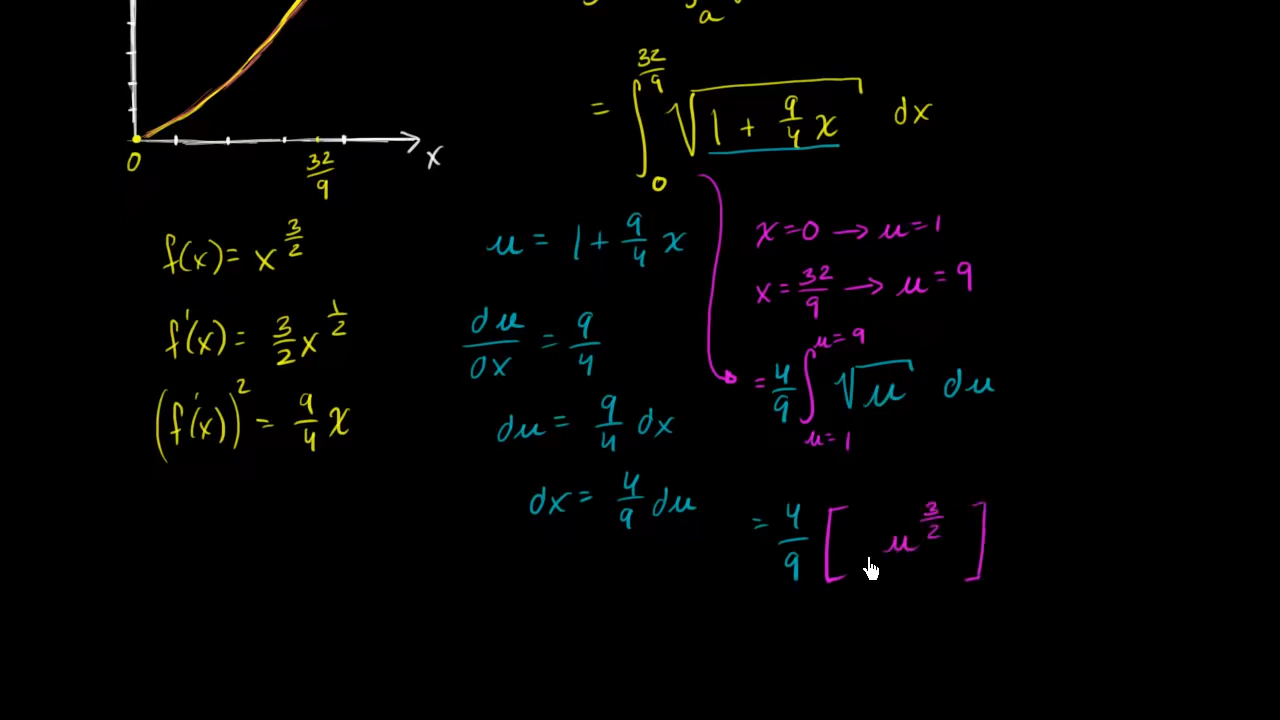 a
= ∫₀^(32/9) √(1 + 9/4 x) dx
0
32/9
x
f(x) = x^(3/2)
f'(x) = 3/2 x^(1/2)
(f'(x))² = 9/4 x
u = 1 + 9/4 x
du/dx = 9/4
du = 9/4 dx
dx = 4/9 du
x=0 → u=1
x=32/9 → u=9
= 4/9 ∫_(u=1)^(u=9) √u du
= 4/9 [ u^(3/2) ]